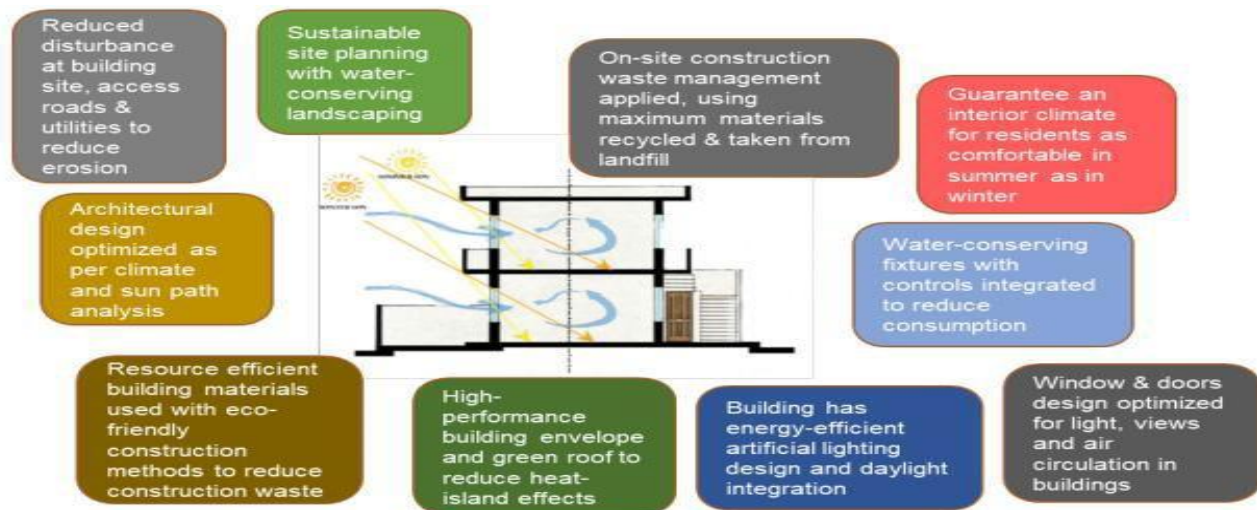 Reduced
disturbance
at building
site, access
roads &
utilities to
reduce
erosion
Sustainable
site planning
with water-
conserving
landscaping
On-site construction
waste management
applied, using
maximum materials
recycled & taken from
landfill
Guarantee an
interior climate
for residents as
comfortable in
summer as in
winter
Architectural
design
optimized as
per climate
and sun path
analysis
Water-conserving
fixtures with
controls integrated
to reduce
consumption
Resource efficient
building materials
used with eco-
friendly
construction
methods to reduce
construction waste
High-
performance
building envelope
and green roof to
reduce heat-
island effects
Building has
energy-efficient
artificial lighting
design and daylight
integration
Window & doors
design optimized
for light, views
and air
circulation in
buildings